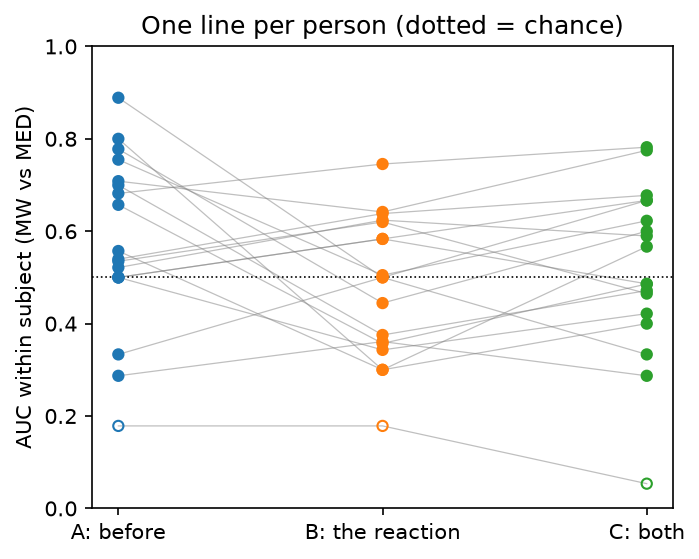 One line per person (dotted = chance)
AUC within subject (MW vs MED)
1.0
0.8
0.6
0.4
0.2
0.0
A: before
B: the reaction
C: both